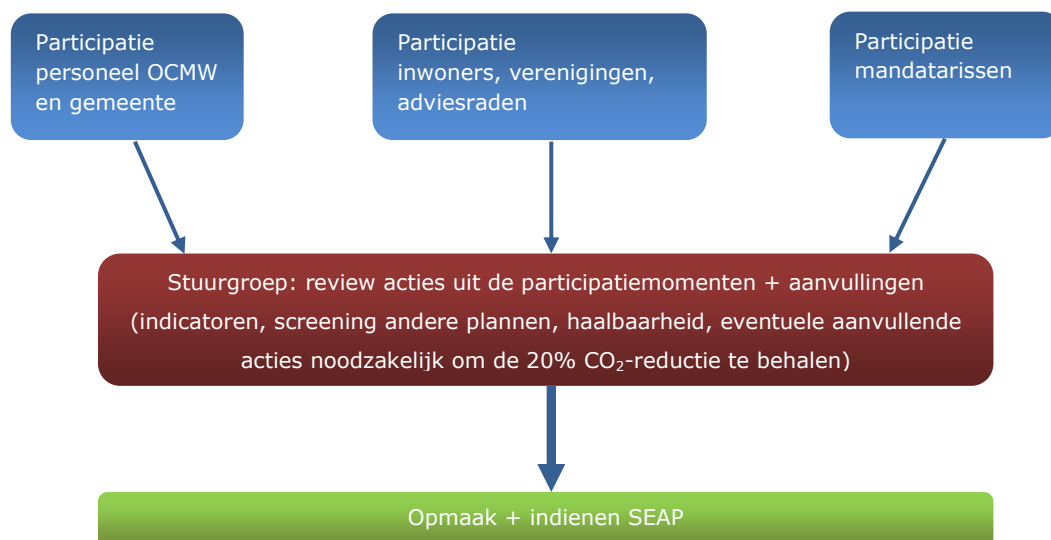 Participatie
personeel OCMW
en gemeente
Participatie
inwoners, verenigingen,
adviesraden
Participatie
mandatarissen
Stuurgroep: review acties uit de participatiemomenten + aanvullingen
(indicatoren, screening andere plannen, haalbaarheid, eventuele aanvullende
acties noodzakelijk om de 20% CO₂-reductie te behalen)
Opmaak + indienen SEAP